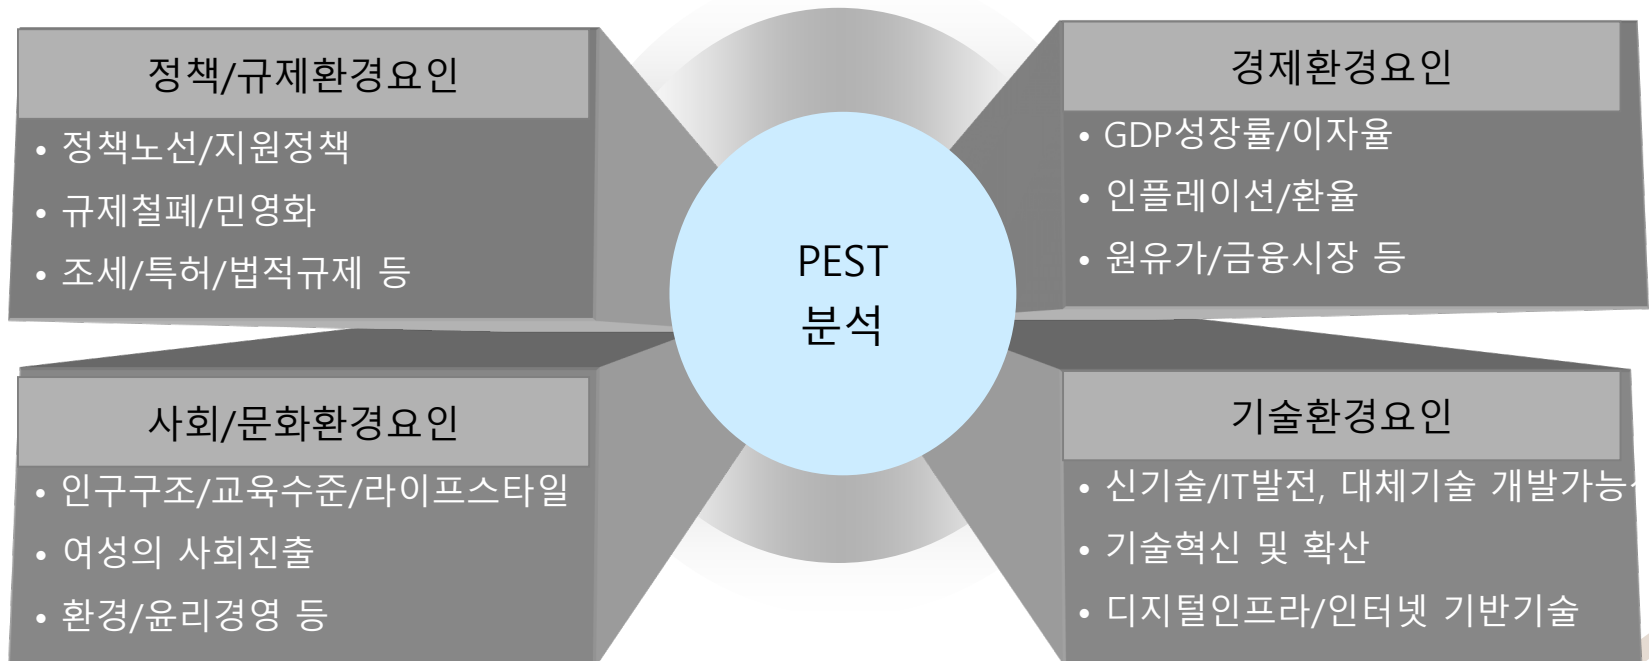 정책/규제환경요인
• 정책노선/지원정책
• 규제철폐/민영화
• 조세/특허/법적규제 등
경제환경요인
• GDP성장률/이자율
• 인플레이션/환율
• 원유가/금융시장 등
PEST
분석
사회/문화환경요인
• 인구구조/교육수준/라이프스타일
• 여성의 사회진출
• 환경/윤리경영 등
기술환경요인
• 신기술/IT발전, 대체기술 개발가능
• 기술혁신 및 확산
• 디지털인프라/인터넷 기반기술